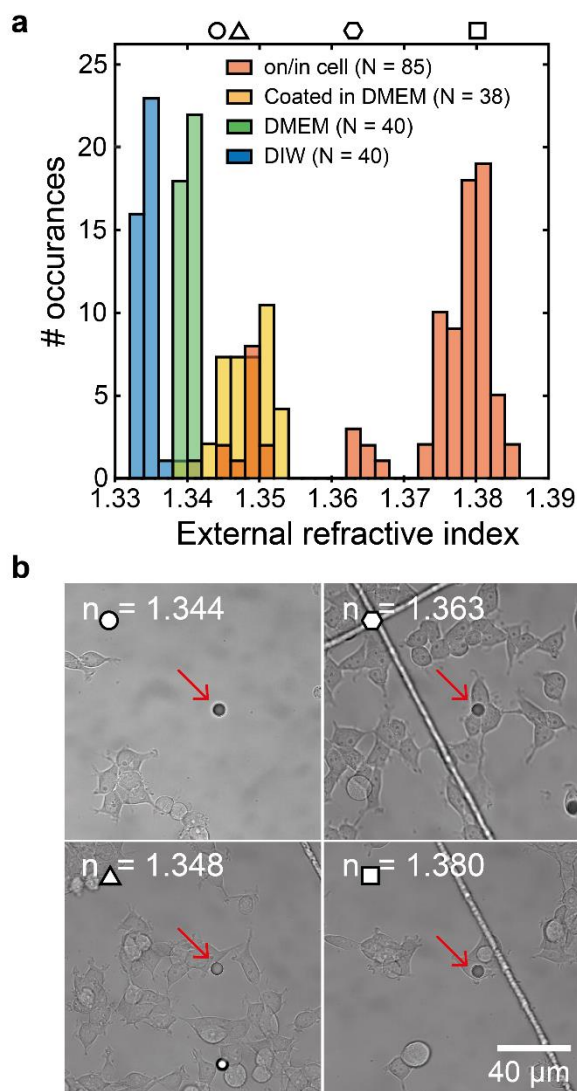 a
25
20
15
10
5
0
# occurances
on/in cell (N = 85)
Coated in DMEM (N = 38)
DMEM (N = 40)
DIW (N = 40)
1.33 1.34 1.35 1.36 1.37 1.38 1.39
External refractive index
b
n = 1.344
n = 1.363
n = 1.348
n = 1.380
40 μm